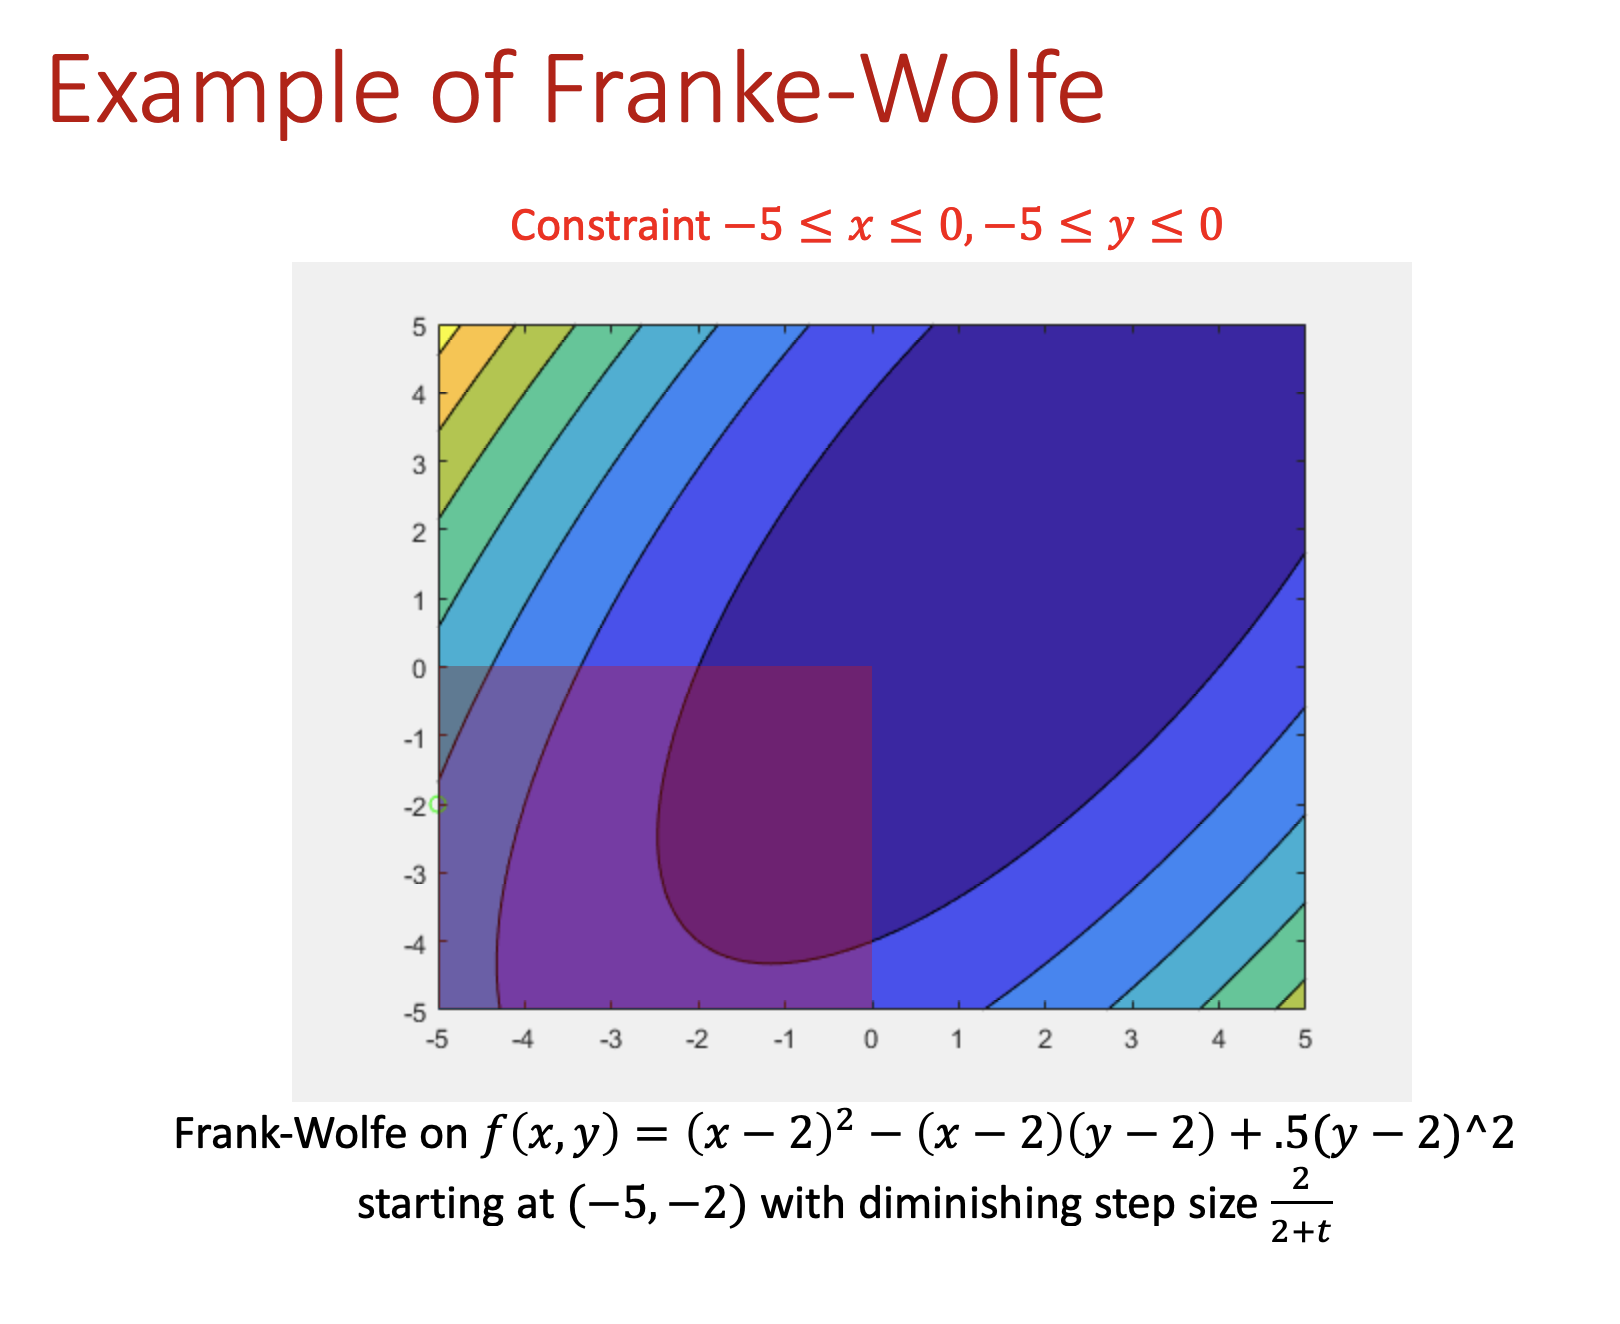 Example of Franke-Wolfe
Constraint −5 ≤ x ≤ 0, −5 ≤ y ≤ 0
5
4
3
2
1
0
-1
-2
-3
-4
-5
-5 -4 -3 -2 -1 0 1 2 3 4 5
Frank-Wolfe on f(x, y) = (x − 2)² − (x − 2)(y − 2) + .5(y − 2)^2
starting at (−5, −2) with diminishing step size 2/(2+t)